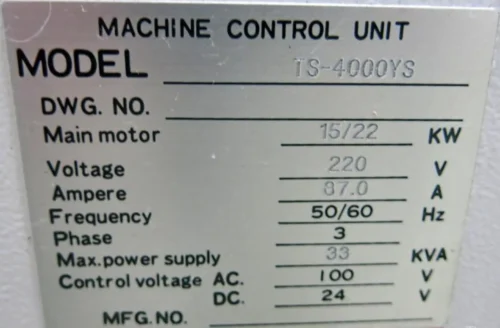 MACHINE CONTROL UNIT
MODEL TS-4000YS
DWG. NO.
Main motor 15/22 KW
Voltage 220 V
Ampere 87.0 A
Frequency 50/60 Hz
Phase 3
Max. power supply 33 KVA
Control voltage AC. 100 V
DC. 24 V
MFG. NO.